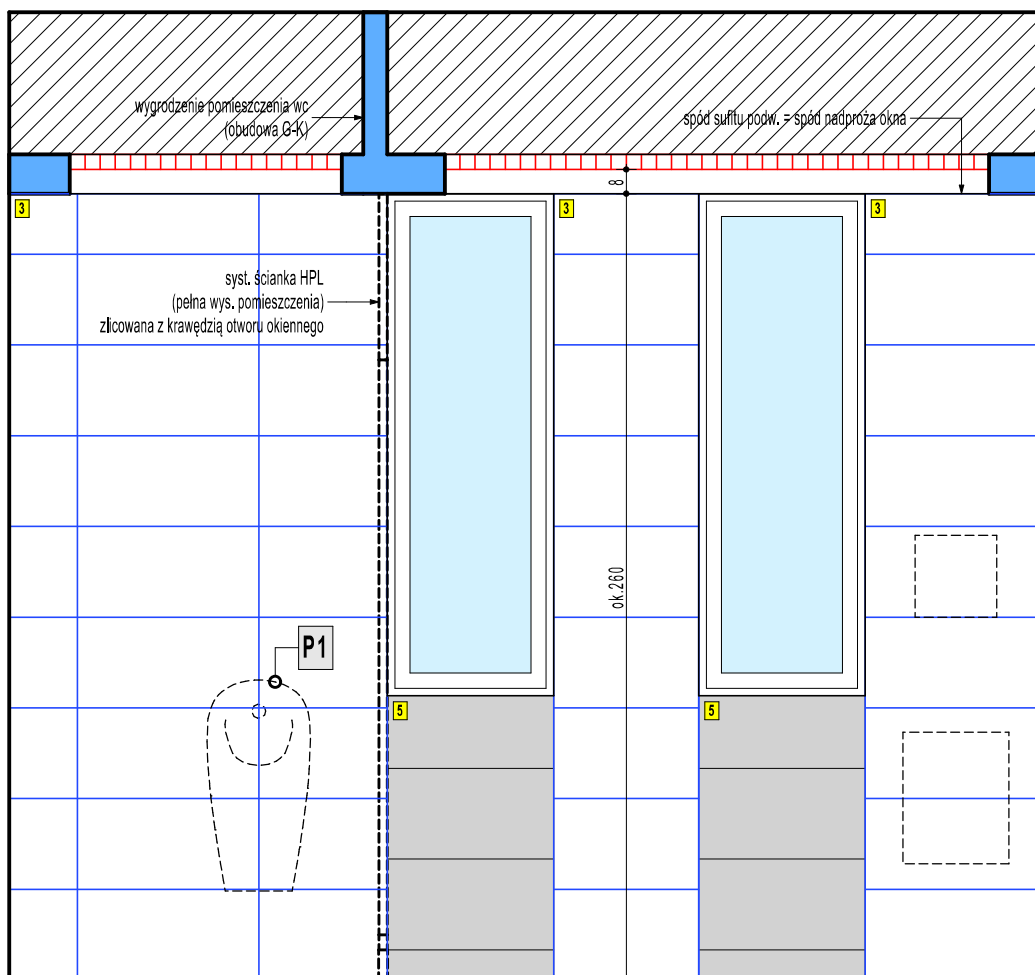 wygrodzenie pomieszczenia wc
(obudowa G-K)
spód sufitu podw. = spód nadproża okna
8
3
3
3
syst. ścianka HPL
(pełna wys. pomieszczenia)
zlicowana z krawędzią otworu okiennego
ok.260
P1
5
5